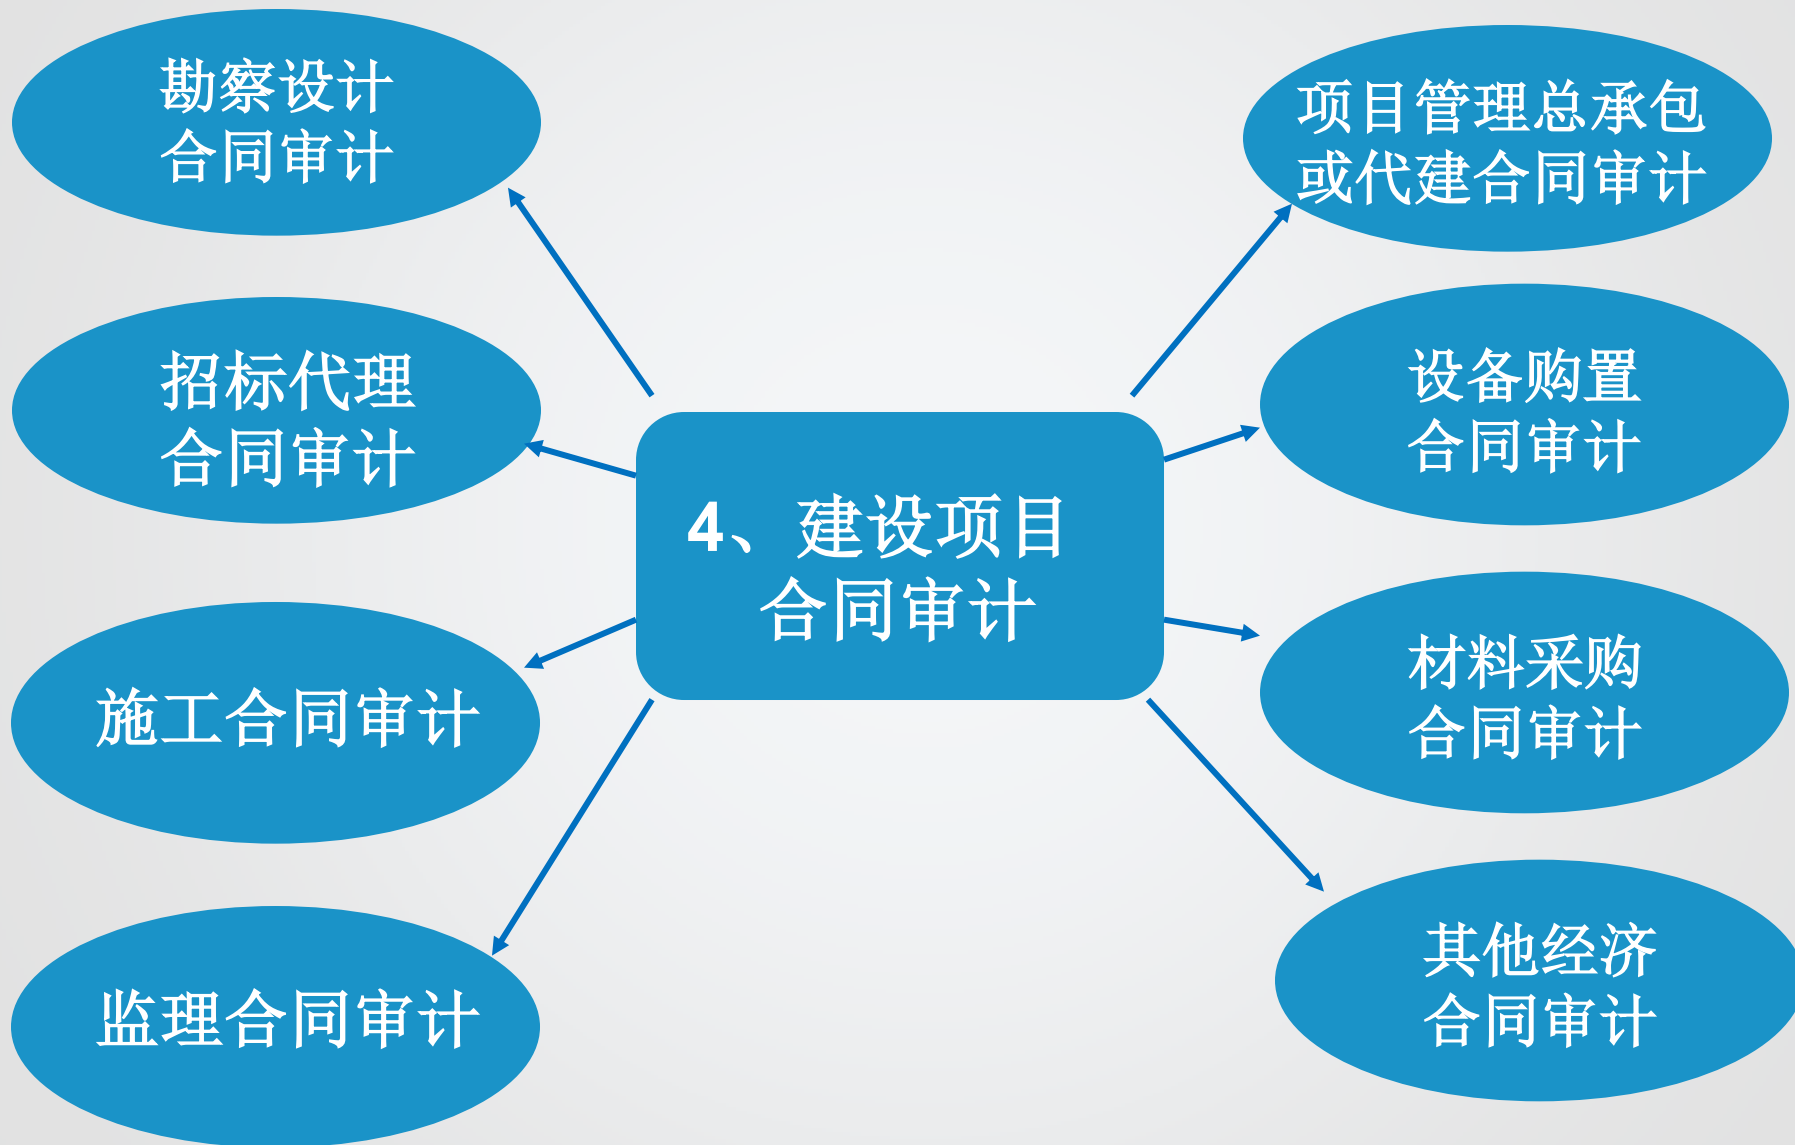 勘察设计
合同审计
招标代理
合同审计
施工合同审计
监理合同审计
4、建设项目
合同审计
项目管理总承包
或代建合同审计
设备购置
合同审计
材料采购
合同审计
其他经济
合同审计